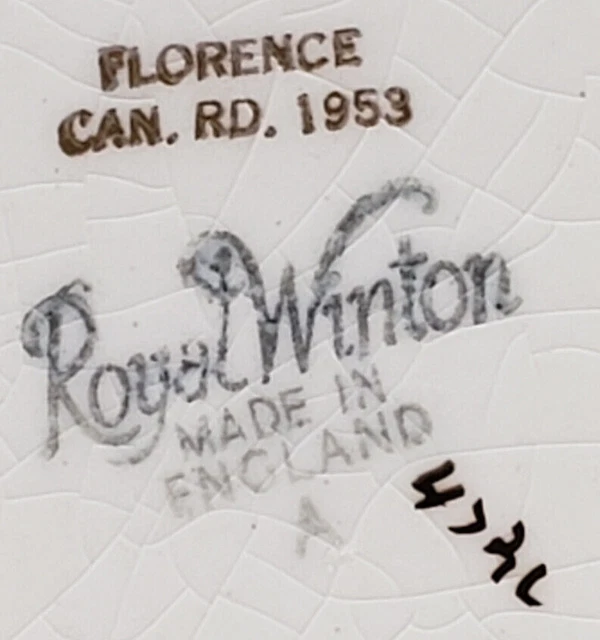 FLORENCE
CAN. RD. 1953
Royal Winton
MADE IN
ENGLAND
A